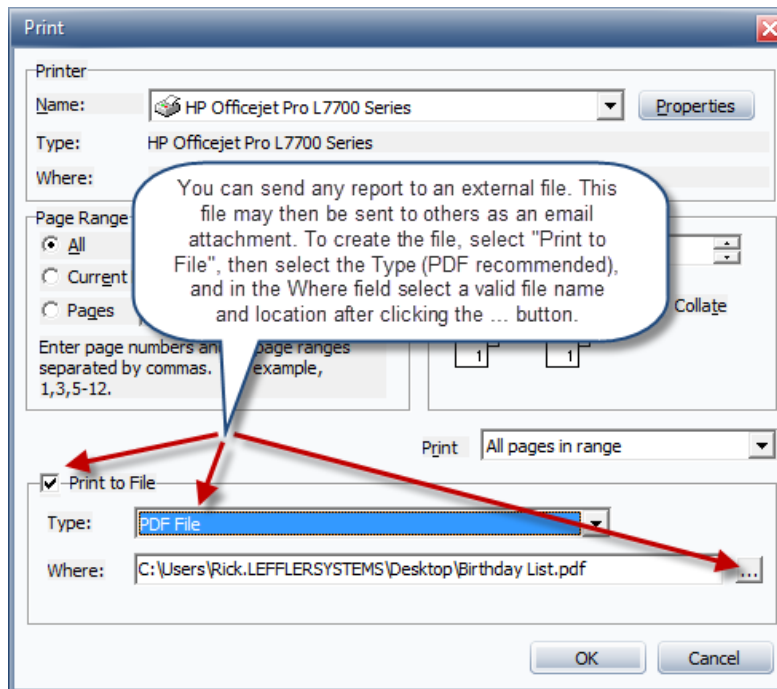 Print
Printer
Name: HP Officejet Pro L7700 Series Properties
Type: HP Officejet Pro L7700 Series
Where:
You can send any report to an external file. This
file may then be sent to others as an email
attachment. To create the file, select "Print to
File", then select the Type (PDF recommended),
and in the Where field select a valid file name
and location after clicking the ... button.
Page Range
All
Current
Pages
Collate
Enter page numbers an page ranges
separated by commas. example,
1,3,5-12.
1 1
Print All pages in range
Print to File
Type: PDF File
Where: C:\Users\Rick.LEFFLERSYSTEMS\Desktop\Birthday List.pdf ...
OK Cancel